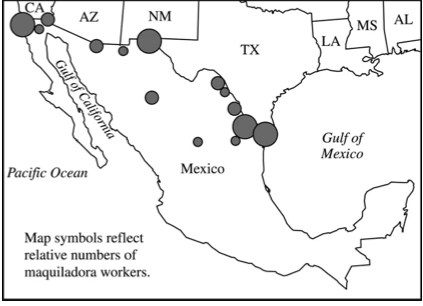 CA
AZ
NM
TX
LA
MS
AL
Gulf of California
Gulf of
Mexico
Pacific Ocean
Mexico
Map symbols reflect
relative numbers of
maquiladora workers.